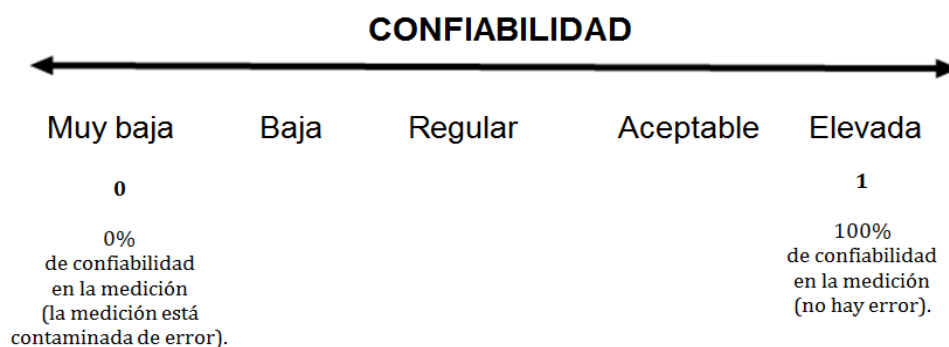 CONFIABILIDAD
Muy baja Baja Regular Aceptable Elevada
0
0%
de confiabilidad
en la medición
(la medición está
contaminada de error).
1
100%
de confiabilidad
en la medición
(no hay error).